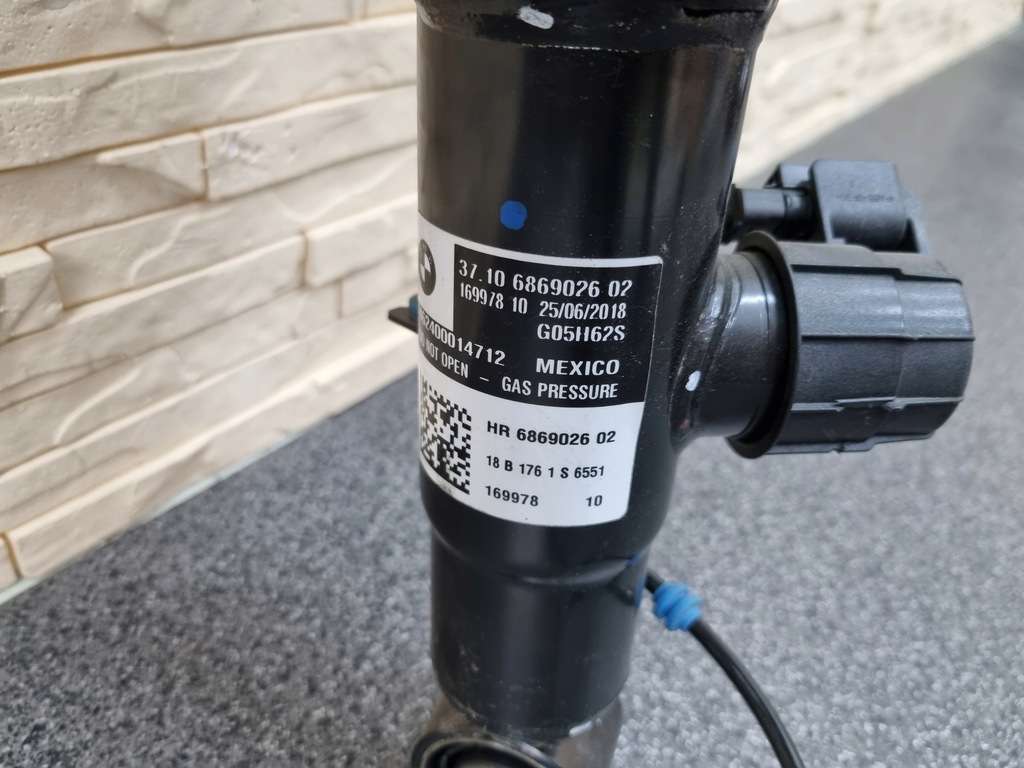 37.10 6869026 02
169978 10 25/06/2018
G05H62S
62400014712 MEXICO
NOT OPEN – GAS PRESSURE
HR 6869026 02
18 B 176 1 S 6551
169978 10